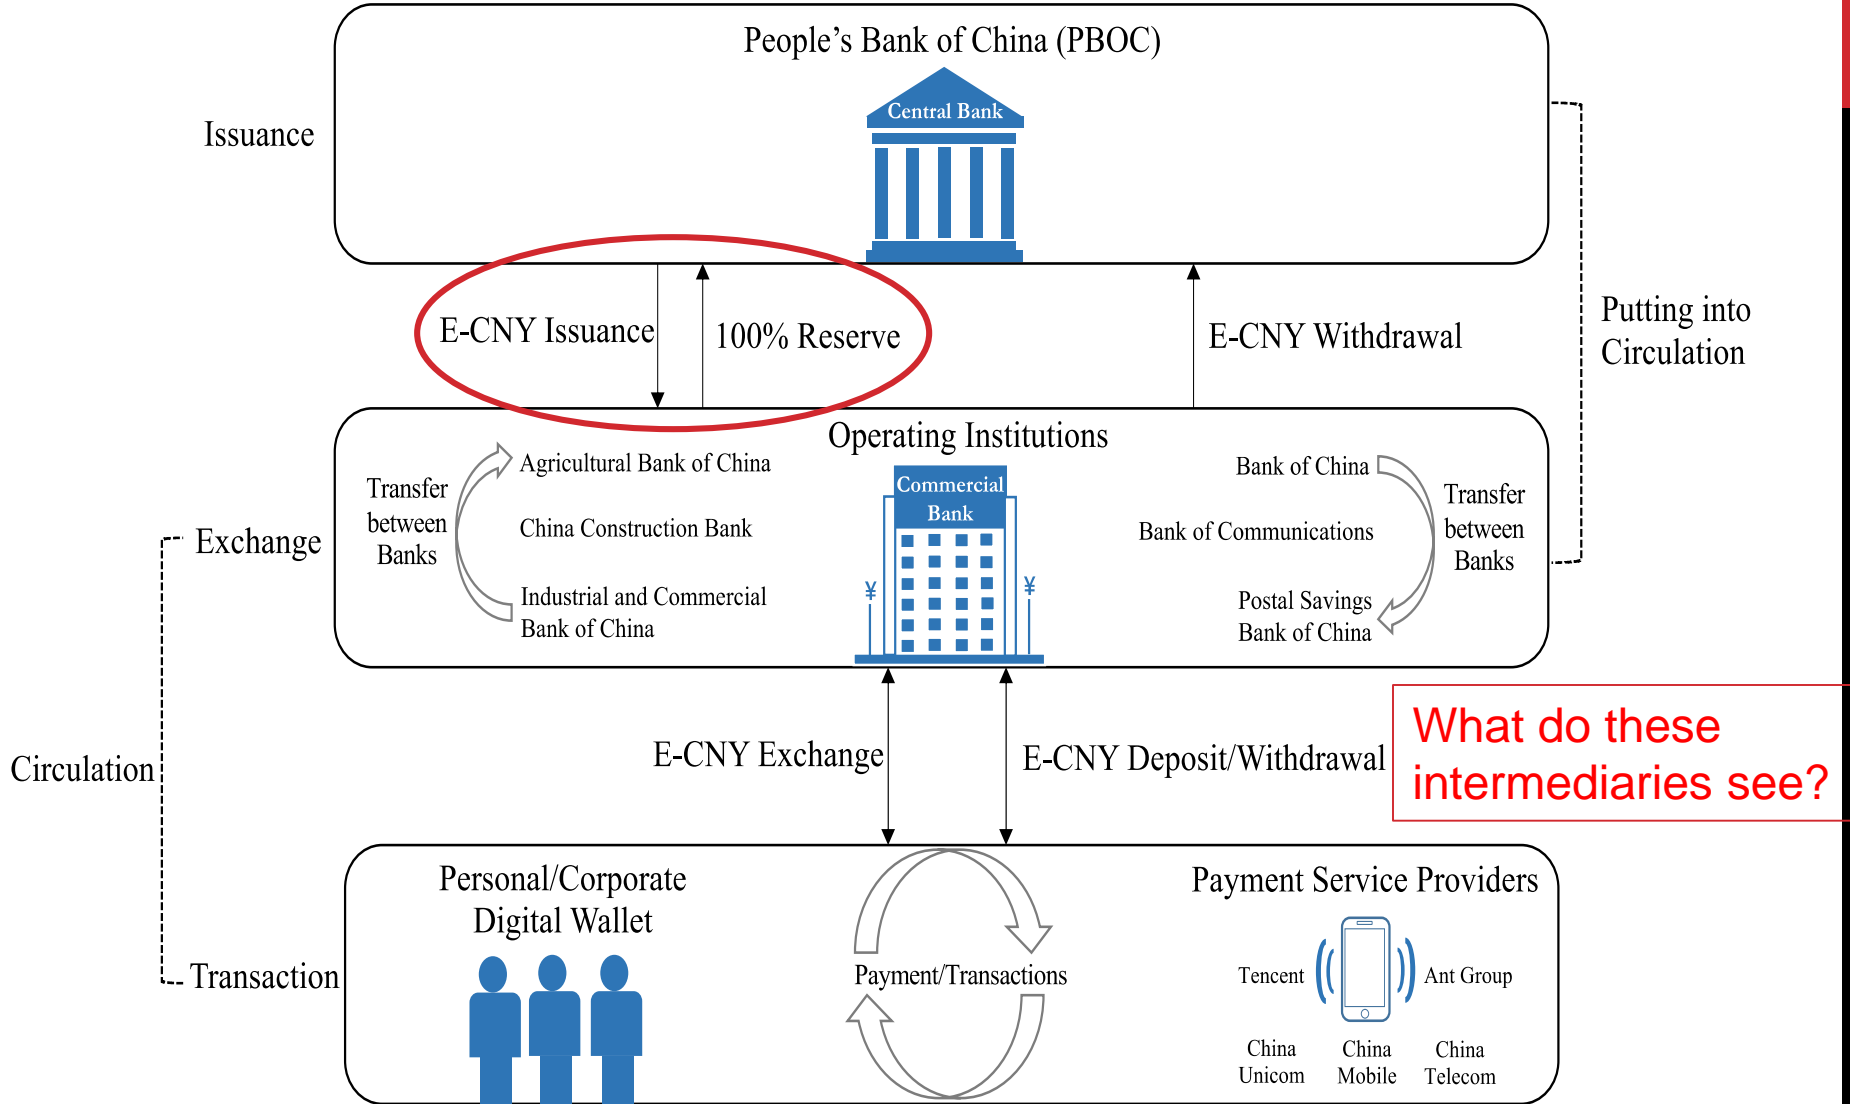 People’s Bank of China (PBOC)
Central Bank
Issuance
E-CNY Issuance
100% Reserve
E-CNY Withdrawal
Putting into
Circulation
Operating Institutions
Transfer
between
Banks
Agricultural Bank of China
China Construction Bank
Industrial and Commercial
Bank of China
Commercial
Bank
¥
¥
Bank of China
Bank of Communications
Postal Savings
Bank of China
Transfer
between
Banks
Exchange
Circulation
E-CNY Exchange
E-CNY Deposit/Withdrawal
What do these
intermediaries see?
Personal/Corporate
Digital Wallet
Payment/Transactions
Payment Service Providers
Tencent
Ant Group
China
Unicom
China
Mobile
China
Telecom
Transaction